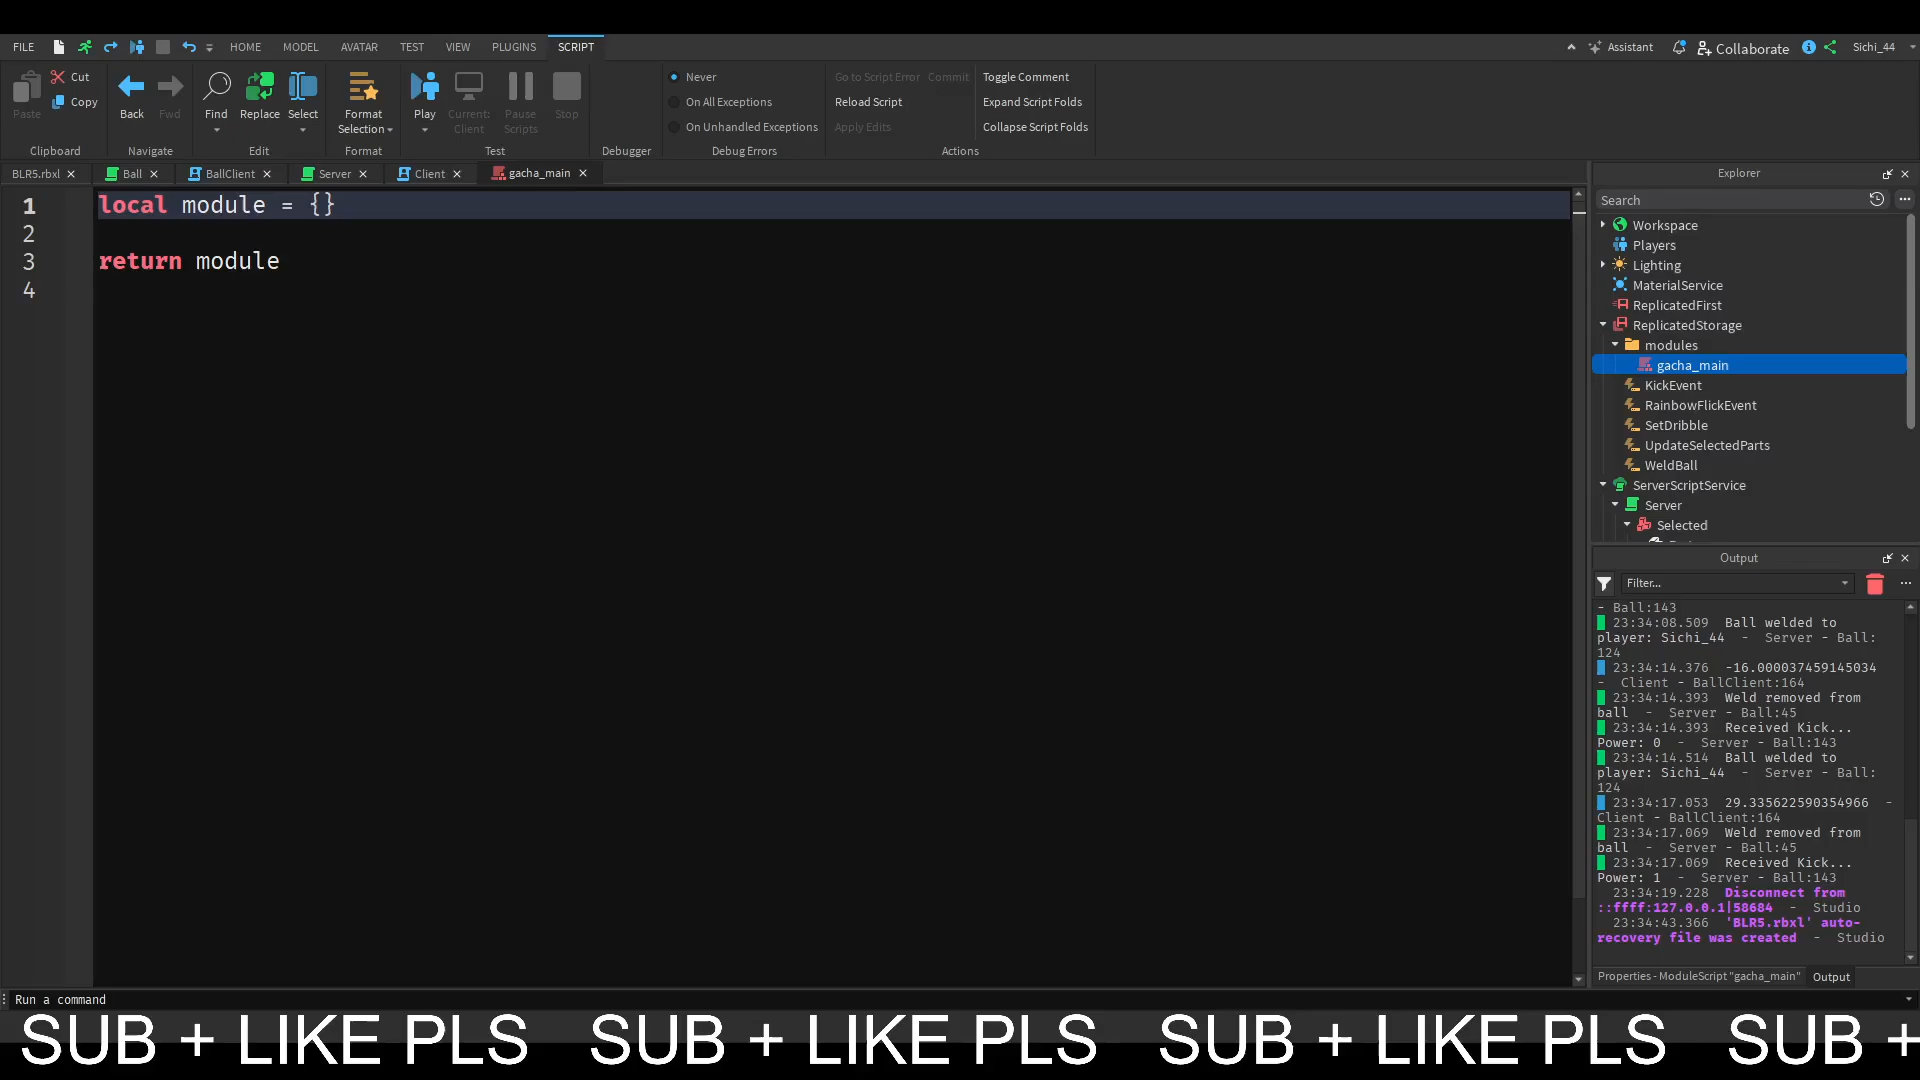 FILE HOME MODEL AVATAR TEST VIEW PLUGINS SCRIPT Assistant Collaborate Sichi_44
Paste Cut Copy Clipboard
Back Fwd Navigate
Find Replace Select Edit
Format Selection Format
Play Current: Client Pause Scripts Stop Test
Debugger
Never
On All Exceptions
On Unhandled Exceptions
Debug Errors
Go to Script Error Commit
Reload Script
Apply Edits
Toggle Comment
Expand Script Folds
Collapse Script Folds
Actions
BLR5.rbxl Ball BallClient Server Client gacha_main
1 local module = {}
2
3 return module
4
Explorer
Search
Workspace
Players
Lighting
MaterialService
ReplicatedFirst
ReplicatedStorage
modules
gacha_main
KickEvent
RainbowFlickEvent
SetDribble
UpdateSelectedParts
WeldBall
ServerScriptService
Server
Selected
Output
Filter...
- Ball:143
23:34:08.509 Ball welded to
player: Sichi_44 - Server - Ball:
124
23:34:14.376 -16.000037459145034
- Client - BallClient:164
23:34:14.393 Weld removed from
ball - Server - Ball:45
23:34:14.393 Received Kick...
Power: 0 - Server - Ball:143
23:34:14.514 Ball welded to
player: Sichi_44 - Server - Ball:
124
23:34:17.053 29.335622590354966 -
Client - BallClient:164
23:34:17.069 Weld removed from
ball - Server - Ball:45
23:34:17.069 Received Kick...
Power: 1 - Server - Ball:143
23:34:19.228 Disconnect from
::ffff:127.0.0.1|58684 - Studio
23:34:43.366 'BLR5.rbxl' auto-
recovery file was created - Studio
Properties - ModuleScript "gacha_main" Output
Run a command
SUB + LIKE PLS SUB + LIKE PLS SUB + LIKE PLS SUB +